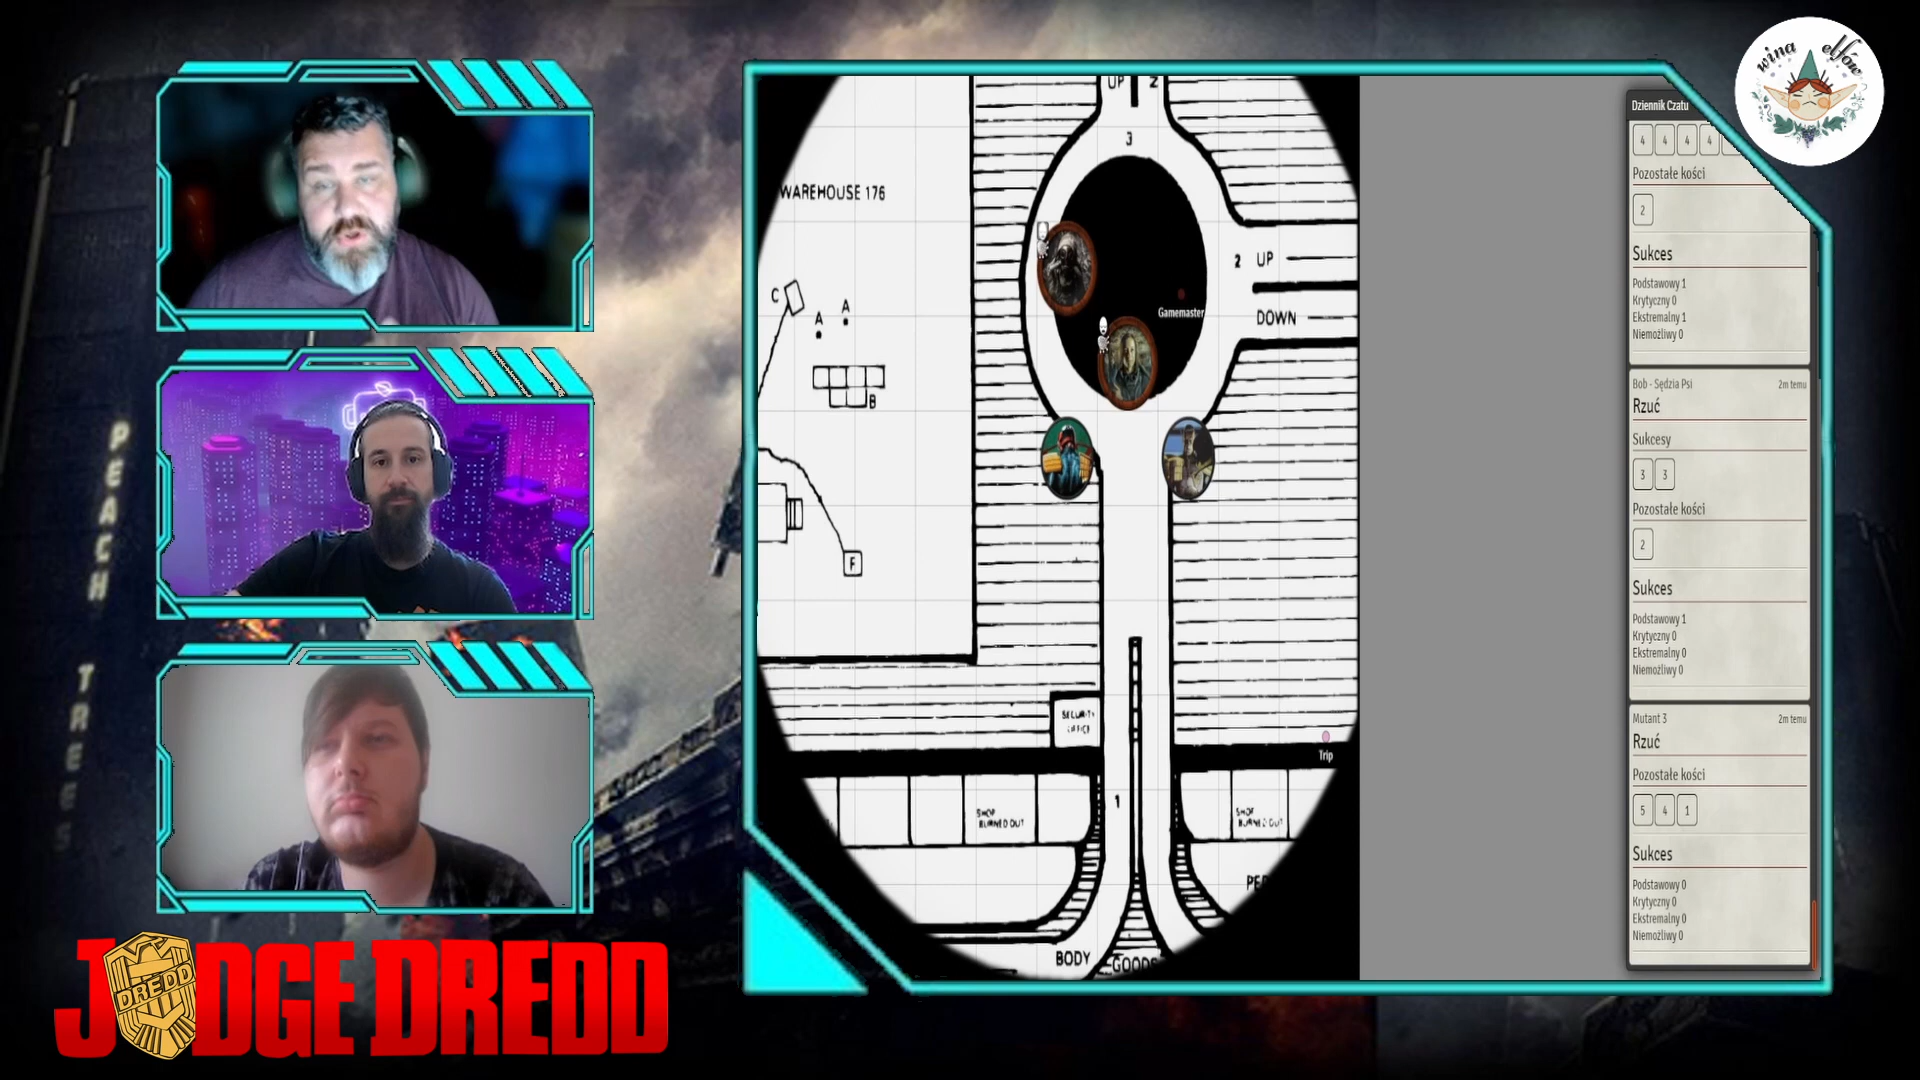 wina elfów
PEACH TREES
JUDGE DREDD
DREDD
UP
2
3
WAREHOUSE 176
2 UP
DOWN
Gamemaster
C
A
A
B
F
SECURITY
OFFICE
Trip
1
SHOP
BURNED OUT
SHOP
BURNED OUT
BODY
GOODS
Dziennik Czatu
4 4 4 4
Pozostałe kości
2
Sukces
Podstawowy 1
Krytyczny 0
Ekstremalny 1
Niemożliwy 0
Bob - Sędzia Psi
2m temu
Rzuć
Sukcesy
3 3
Pozostałe kości
2
Sukces
Podstawowy 1
Krytyczny 0
Ekstremalny 0
Niemożliwy 0
Mutant 3
2m temu
Rzuć
Pozostałe kości
5 4 1
Sukces
Podstawowy 0
Krytyczny 0
Ekstremalny 0
Niemożliwy 0